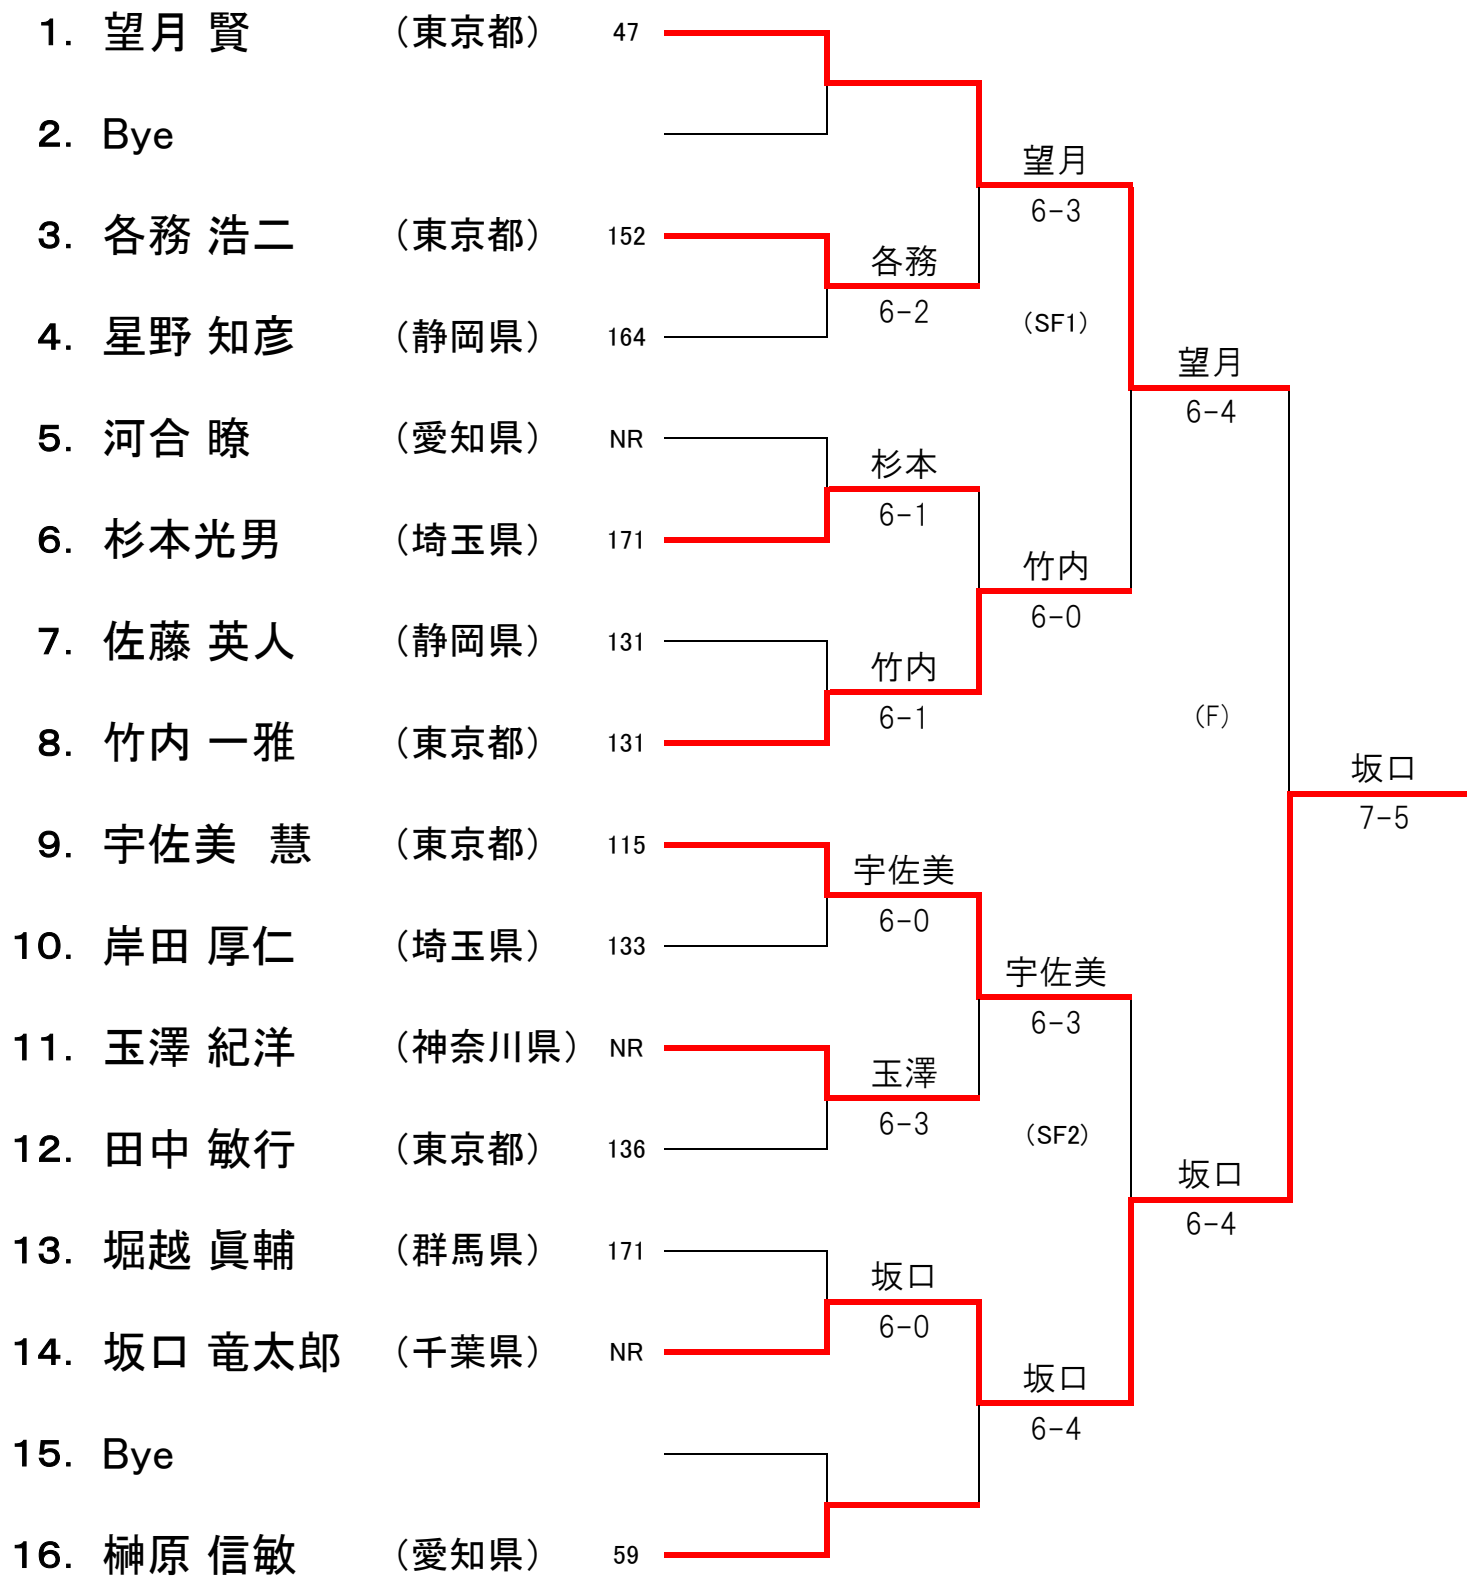 1. 望月 賢 （東京都） 47
2. Bye
望月
6-3
3. 各務 浩二 （東京都） 152
各務
6-2
（SF1）
4. 星野 知彦 （静岡県） 164
望月
6-4
5. 河合 瞭 （愛知県） NR
杉本
6-1
6. 杉本光男 （埼玉県） 171
竹内
6-0
7. 佐藤 英人 （静岡県） 131
竹内
6-1
（F）
8. 竹内 一雅 （東京都） 131
坂口
7-5
9. 宇佐美 慧 （東京都） 115
宇佐美
6-0
10. 岸田 厚仁 （埼玉県） 133
宇佐美
6-3
11. 玉澤 紀洋 （神奈川県） NR
玉澤
6-3
（SF2）
12. 田中 敏行 （東京都） 136
坂口
6-4
13. 堀越 眞輔 （群馬県） 171
坂口
6-0
14. 坂口 竜太郎 （千葉県） NR
坂口
6-4
15. Bye
16. 榊原 信敏 （愛知県） 59